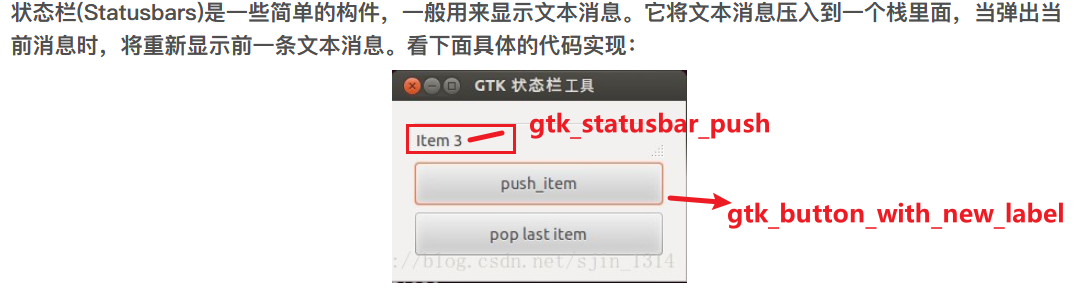 状态栏(Statusbars)是一些简单的构件，一般用来显示文本消息。它将文本消息压入到一个栈里面，当弹出当
前消息时，将重新显示前一条文本消息。看下面具体的代码实现：
GTK 状态栏工具
Item 3
gtk_statusbar_push
push_item
gtk_button_with_new_label
pop last item
://blog.csdn.net/sjin_1314